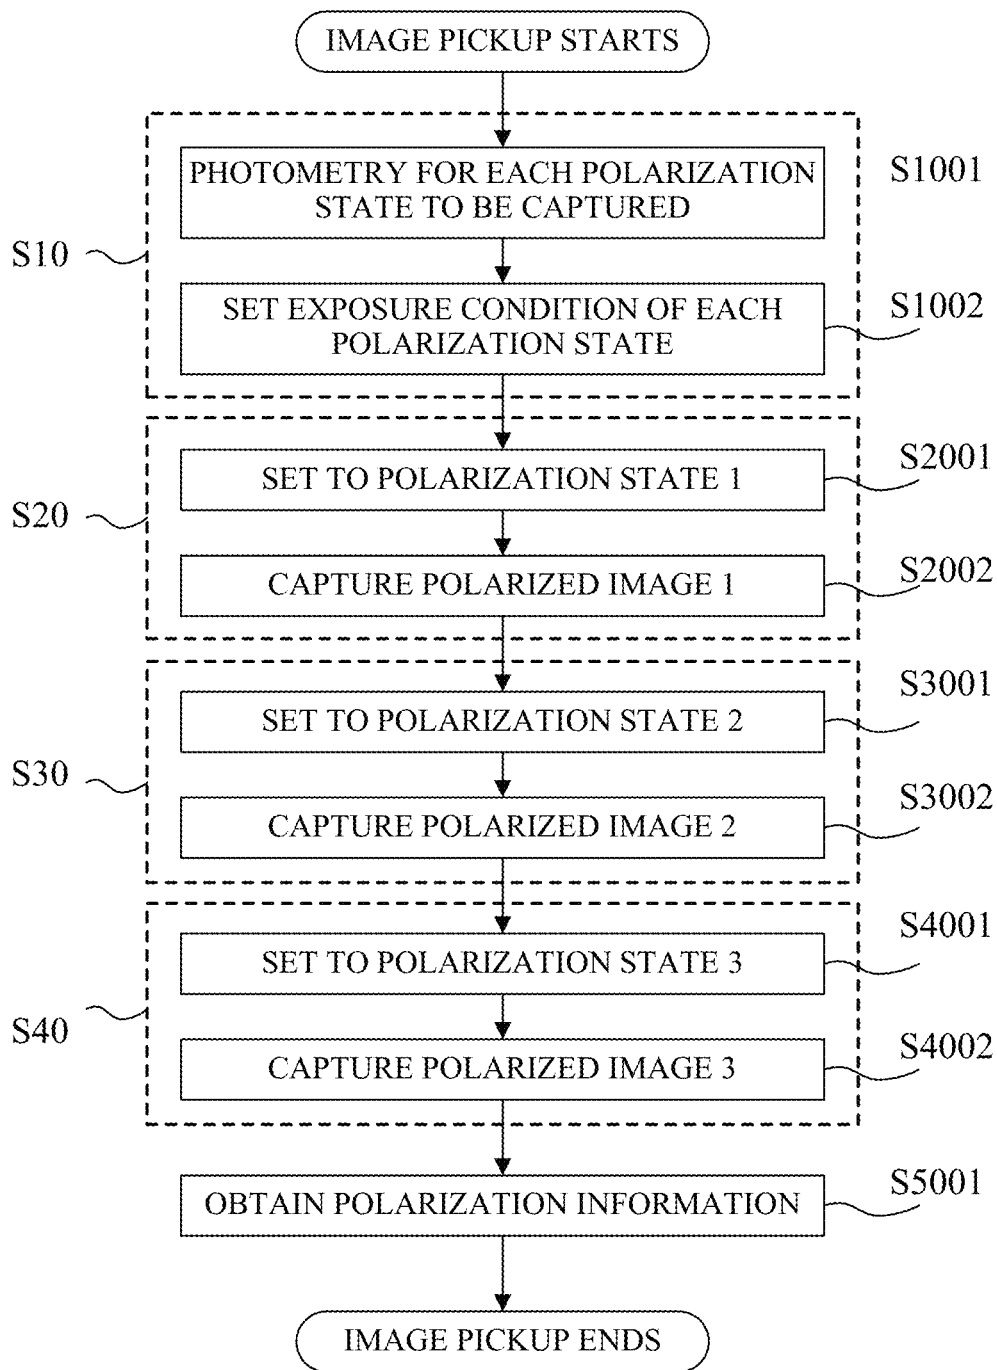 IMAGE PICKUP STARTS
PHOTOMETRY FOR EACH POLARIZATION
STATE TO BE CAPTURED
S1001
S10
SET EXPOSURE CONDITION OF EACH
POLARIZATION STATE
S1002
SET TO POLARIZATION STATE 1
S2001
S20
CAPTURE POLARIZED IMAGE 1
S2002
SET TO POLARIZATION STATE 2
S3001
S30
CAPTURE POLARIZED IMAGE 2
S3002
SET TO POLARIZATION STATE 3
S4001
S40
CAPTURE POLARIZED IMAGE 3
S4002
OBTAIN POLARIZATION INFORMATION
S5001
IMAGE PICKUP ENDS